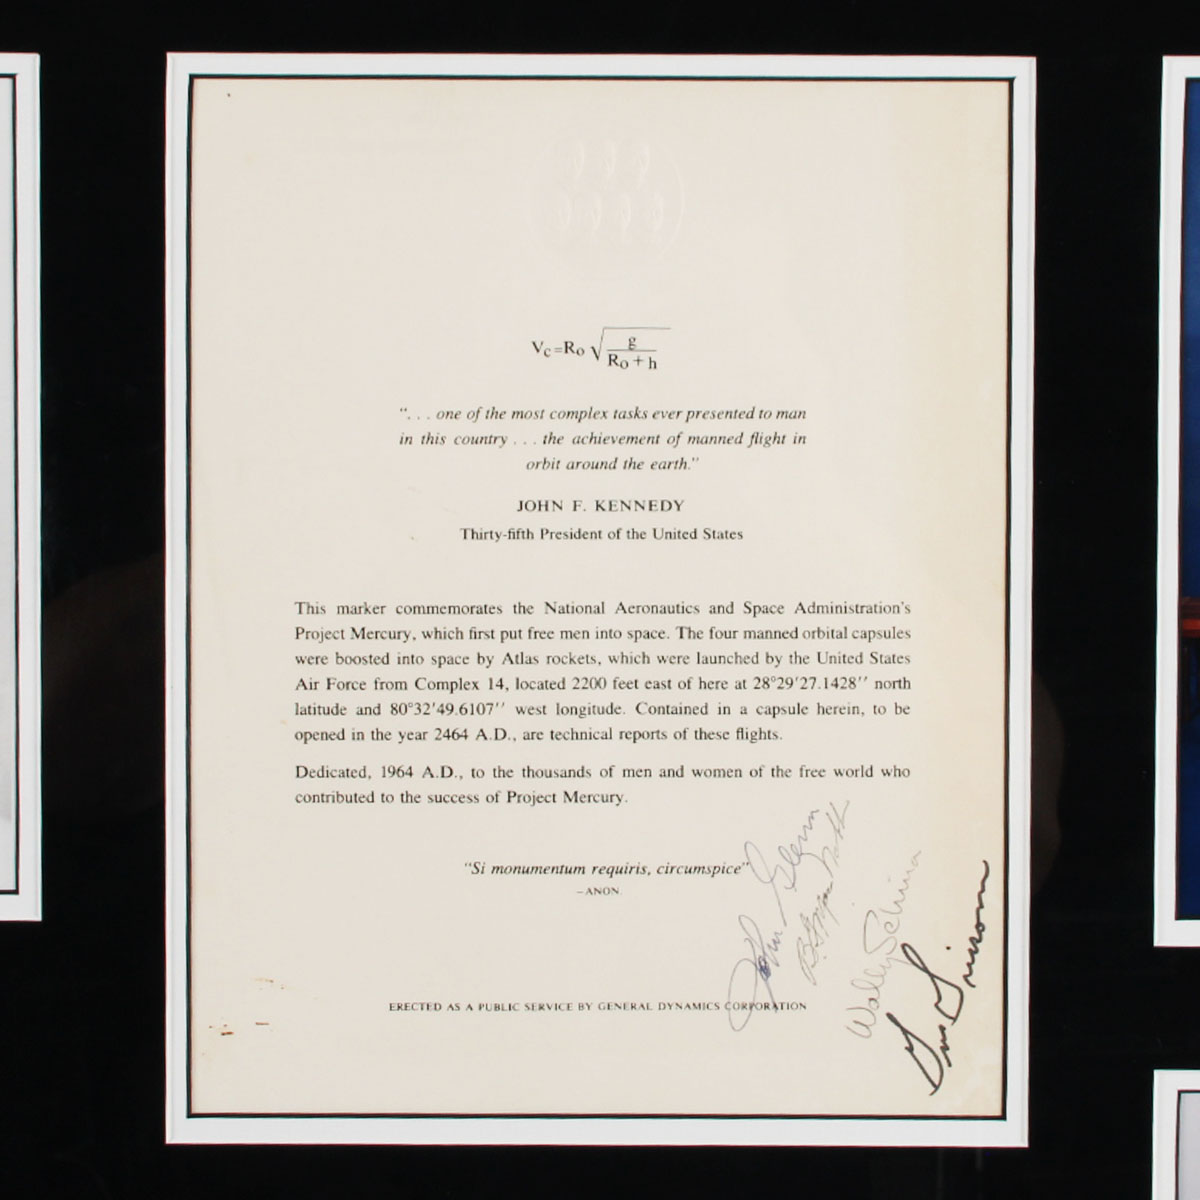 Vc=Ro √ g / Ro + h
“. . . one of the most complex tasks ever presented to man
in this country . . . the achievement of manned flight in
orbit around the earth.”
JOHN F. KENNEDY
Thirty-fifth President of the United States
This marker commemorates the National Aeronautics and Space Administration's
Project Mercury, which first put free men into space. The four manned orbital capsules
were boosted into space by Atlas rockets, which were launched by the United States
Air Force from Complex 14, located 2200 feet east of here at 28°29′27.1428′′ north
latitude and 80°32′49.6107′′ west longitude. Contained in a capsule herein, to be
opened in the year 2464 A.D., are technical reports of these flights.
Dedicated, 1964 A.D., to the thousands of men and women of the free world who
contributed to the success of Project Mercury.
“Si monumentum requiris, circumspice”
–ANON.
ERECTED AS A PUBLIC SERVICE BY GENERAL DYNAMICS CORPORATION
John Glenn
Wally Schirra
Gus Grissom